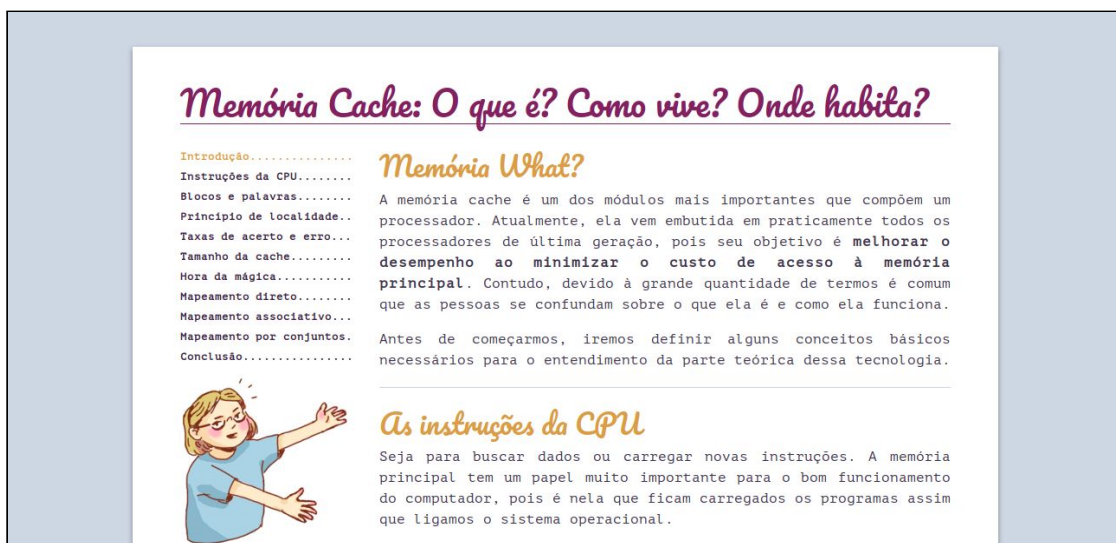 Memória Cache: O que é? Como vive? Onde habita?
Introdução...............
Instruções da CPU........
Blocos e palavras........
Princípio de localidade..
Taxas de acerto e erro...
Tamanho da cache.........
Hora da mágica...........
Mapeamento direto........
Mapeamento associativo...
Mapeamento por conjuntos.
Conclusão................
Memória What?
A memória cache é um dos módulos mais importantes que compõem um
processador. Atualmente, ela vem embutida em praticamente todos os
processadores de última geração, pois seu objetivo é melhorar o
desempenho ao minimizar o custo de acesso à memória
principal. Contudo, devido à grande quantidade de termos é comum
que as pessoas se confundam sobre o que ela é e como ela funciona.
Antes de começarmos, iremos definir alguns conceitos básicos
necessários para o entendimento da parte teórica dessa tecnologia.
As instruções da CPU
Seja para buscar dados ou carregar novas instruções. A memória
principal tem um papel muito importante para o bom funcionamento
do computador, pois é nela que ficam carregados os programas assim
que ligamos o sistema operacional.